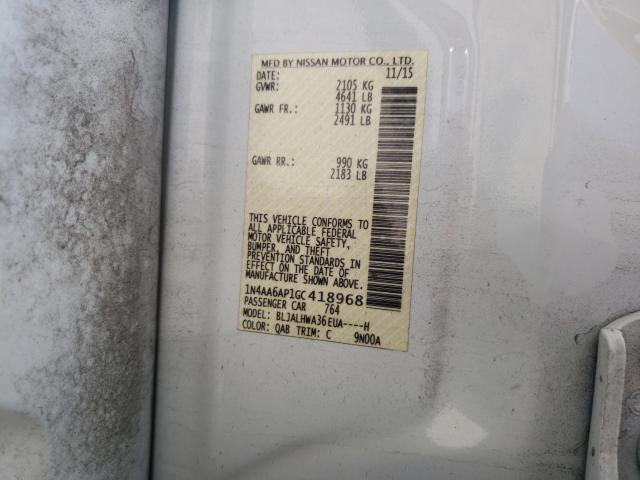 MFD BY NISSAN MOTOR CO., LTD.
DATE: 11/15
GVWR: 2105 KG
4641 LB
GAWR FR.: 1130 KG
2491 LB
GAWR RR.: 990 KG
2183 LB
THIS VEHICLE CONFORMS TO
ALL APPLICABLE FEDERAL
MOTOR VEHICLE SAFETY,
BUMPER, AND THEFT
PREVENTION STANDARDS IN
EFFECT ON THE DATE OF
MANUFACTURE SHOWN ABOVE.
1N4AA6AP1GC418968
PASSENGER CAR 764
MODEL: BLJALHWA36EUA----H
COLOR: QAB TRIM: C 9N00A